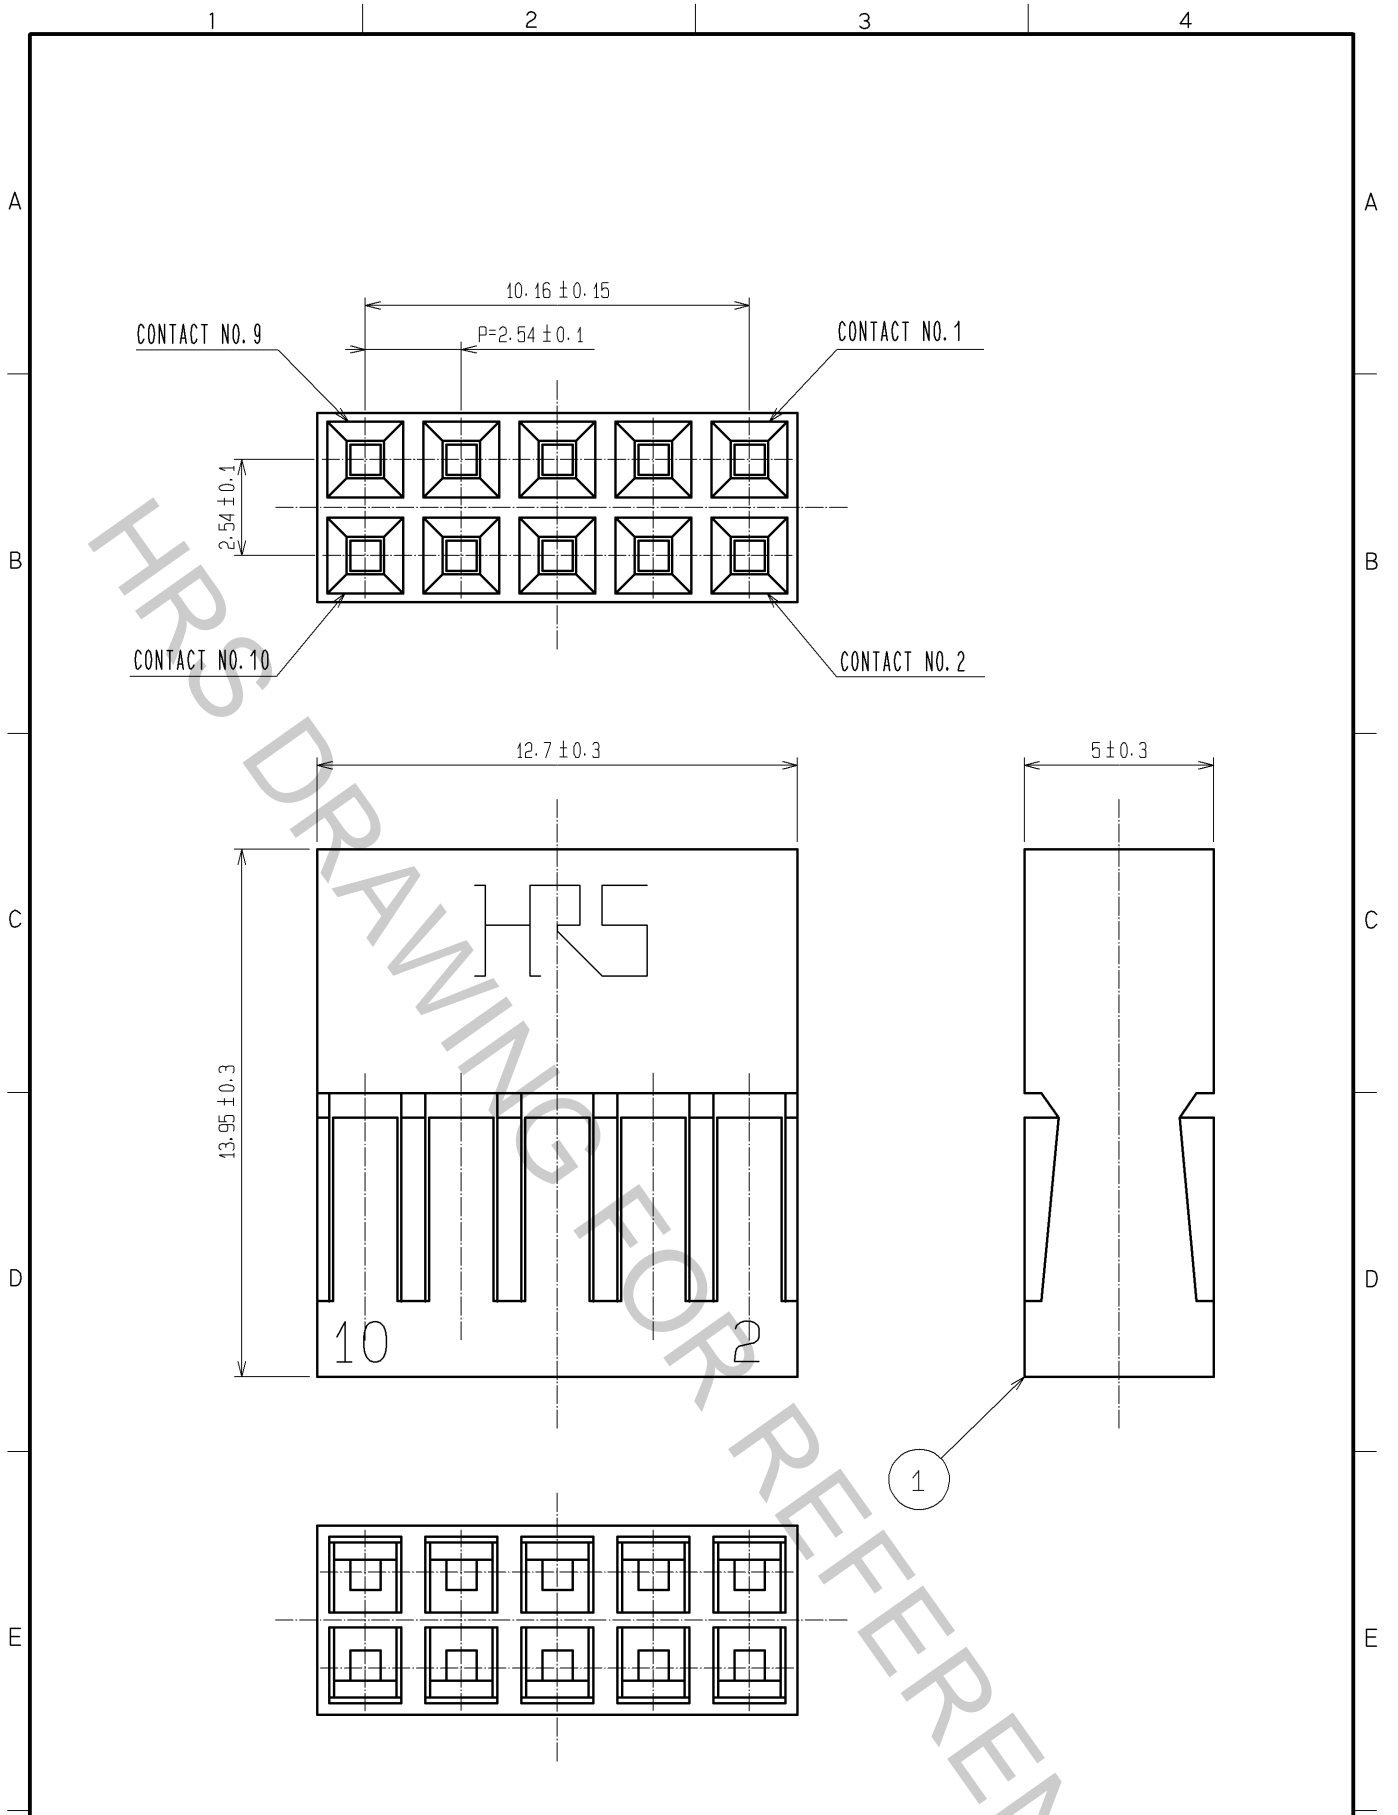 1 2 3 4
A A
10.16 ±0.15
CONTACT NO.9 P=2.54 ±0.1 CONTACT NO.1
2.54 ±0.1
B B
CONTACT NO.10 CONTACT NO.2
12.7 ±0.3 5±0.3
HRS
C C
13.95 ±0.3
D D
10 2
1
E E
HRS DRAWING FOR